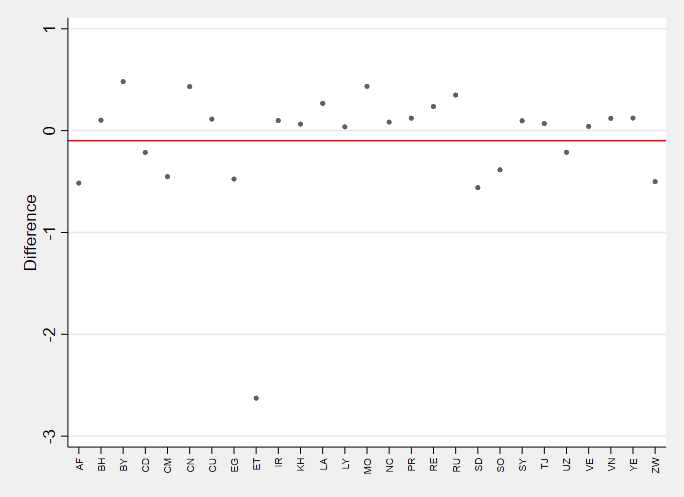 1
0
-1
-2
-3
Difference
AF BH BY CD CM CN CU EG ET IR KH LA LY MO NC PR RE RU SD SO SY TJ UZ VE VN YE ZW